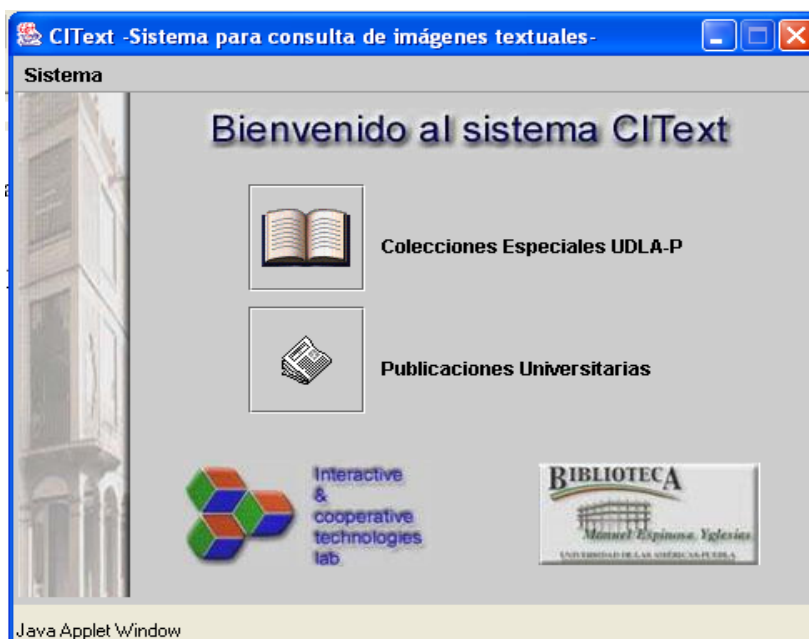 CIText -Sistema para consulta de imágenes textuales-
Sistema
Bienvenido al sistema CIText
Colecciones Especiales UDLA-P
Publicaciones Universitarias
Interactive
&
cooperative
technologies
lab
BIBLIOTECA
Manuel Espinosa Yglesias
UNIVERSIDAD DE LAS AMÉRICAS-PUEBLA
Java Applet Window